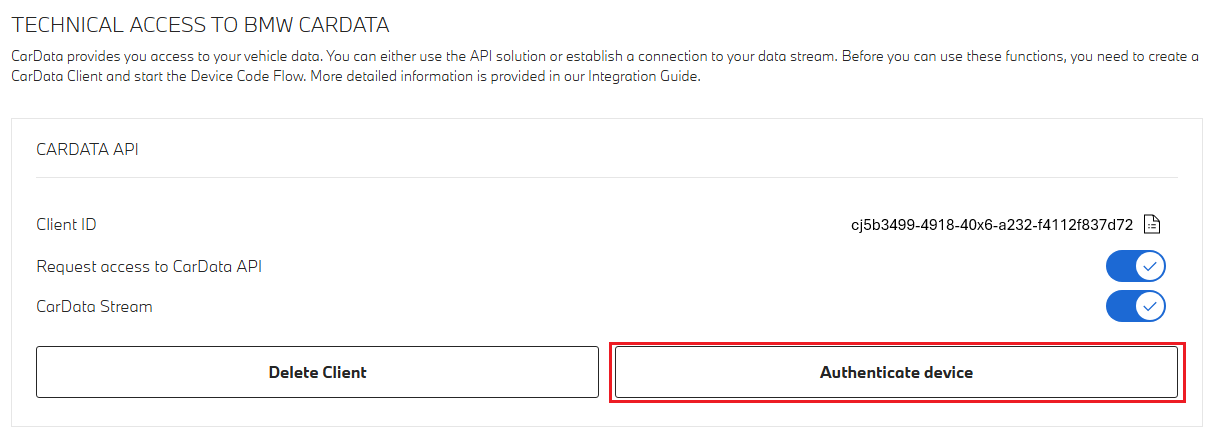 TECHNICAL ACCESS TO BMW CARDATA
CarData provides you access to your vehicle data. You can either use the API solution or establish a connection to your data stream. Before you can use these functions, you need to create a
CarData Client and start the Device Code Flow. More detailed information is provided in our Integration Guide.
CARDATA API
Client ID
cj5b3499-4918-40x6-a232-f4112f837d72
Request access to CarData API
CarData Stream
Delete Client
Authenticate device